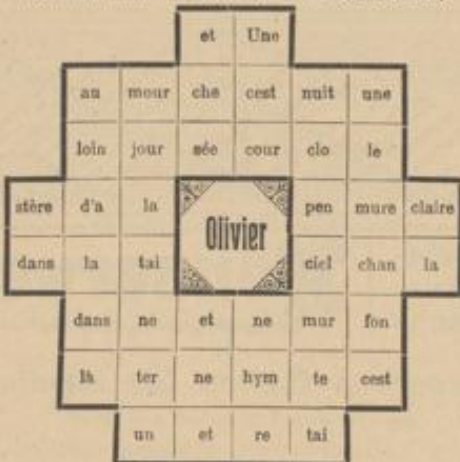 et Une
au mour che cest nuit une
loin jour sée cour clo le
stère d'a la Olivier pen mure claire
dans la tai ciel chan la
dans ne et ne mur fon
là ter ne hym te cest
un et re tai